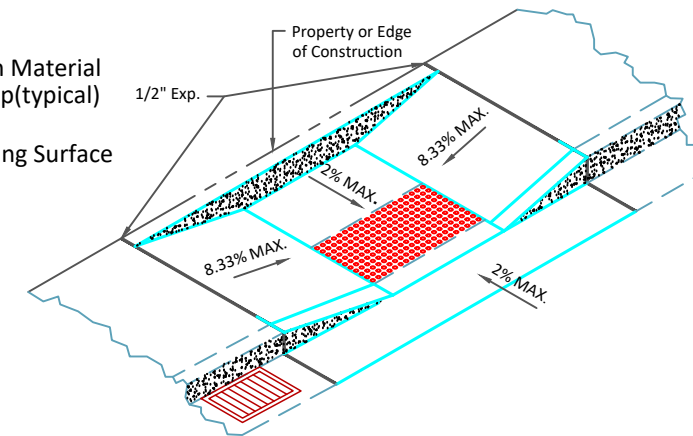 Property or Edge
of Construction
n Material
p(typical)
1/2" Exp.
ng Surface
8.33% MAX.
2% MAX.
8.33% MAX.
2% MAX.